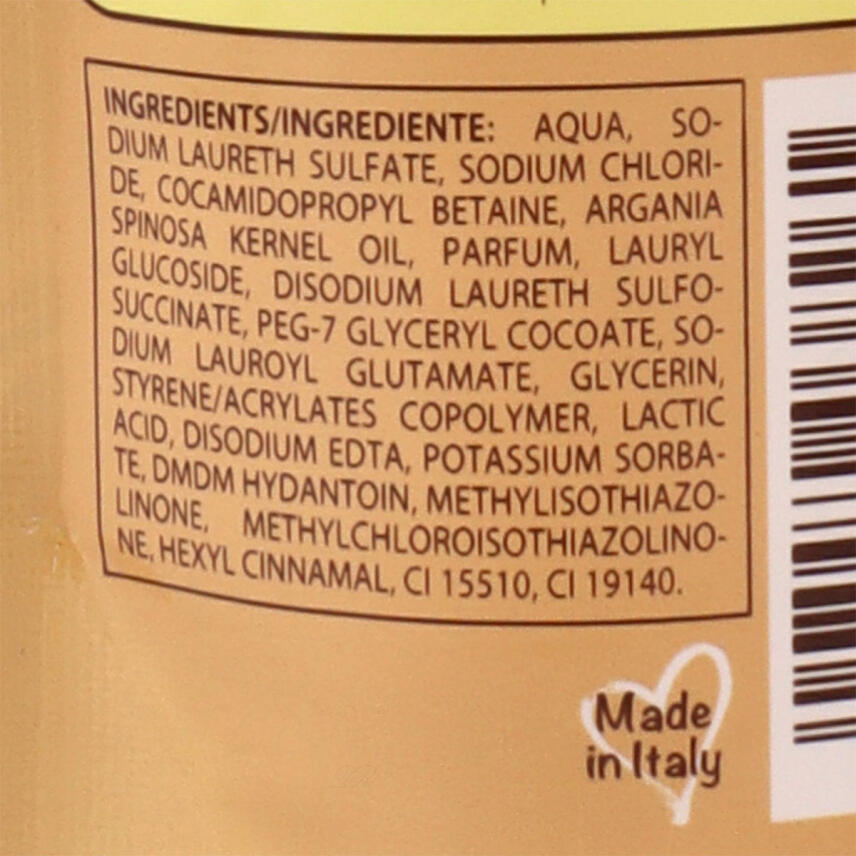 INGREDIENTS/INGREDIENTE: AQUA, SO-
DIUM LAURETH SULFATE, SODIUM CHLORI-
DE, COCAMIDOPROPYL BETAINE, ARGANIA
SPINOSA KERNEL OIL, PARFUM, LAURYL
GLUCOSIDE, DISODIUM LAURETH SULFO-
SUCCINATE, PEG-7 GLYCERYL COCOATE, SO-
DIUM LAUROYL GLUTAMATE, GLYCERIN,
STYRENE/ACRYLATES COPOLYMER, LACTIC
ACID, DISODIUM EDTA, POTASSIUM SORBA-
TE, DMDM HYDANTOIN, METHYLISOTHIAZO-
LINONE, METHYLCHLOROISOTHIAZOLINO-
NE, HEXYL CINNAMAL, CI 15510, CI 19140.
Made
in Italy